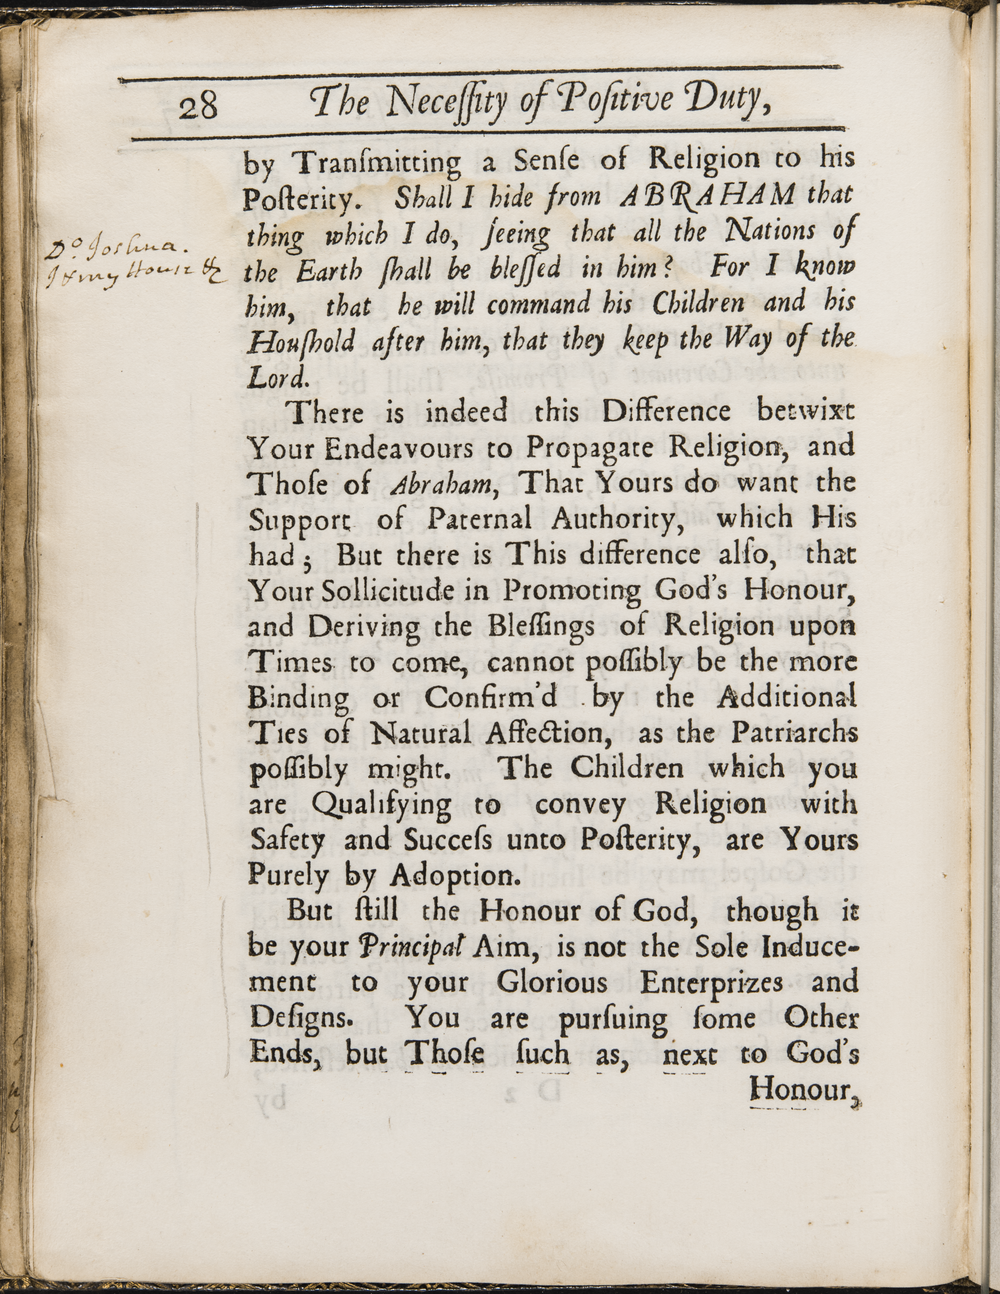 28 The Neceſſity of Poſitive Duty,
by Tranſmitting a Senſe of Religion to his
Poſterity. Shall I hide from ABRAHAM that
thing which I do, ſeeing that all the Nations of
Do Joshua.
I & my House &c
the Earth ſhall be bleſſed in him? For I know
him, that he will command his Children and his
Houſhold after him, that they keep the Way of the
Lord.
There is indeed this Difference betwixt
Your Endeavours to Propagate Religion, and
Thoſe of Abraham, That Yours do want the
Support of Paternal Authority, which His
had; But there is This difference alſo, that
Your Sollicitude in Promoting God's Honour,
and Deriving the Bleſſings of Religion upon
Times to come, cannot poſſibly be the more
Binding or Confirm'd by the Additional
Ties of Natural Affection, as the Patriarchs
poſſibly might. The Children which you
are Qualifying to convey Religion with
Safety and Succeſs unto Poſterity, are Yours
Purely by Adoption.
But ſtill the Honour of God, though it
be your Principal Aim, is not the Sole Induce-
ment to your Glorious Enterprizes and
Deſigns. You are purſuing ſome Other
Ends, but Thoſe ſuch as, next to God's
Honour,